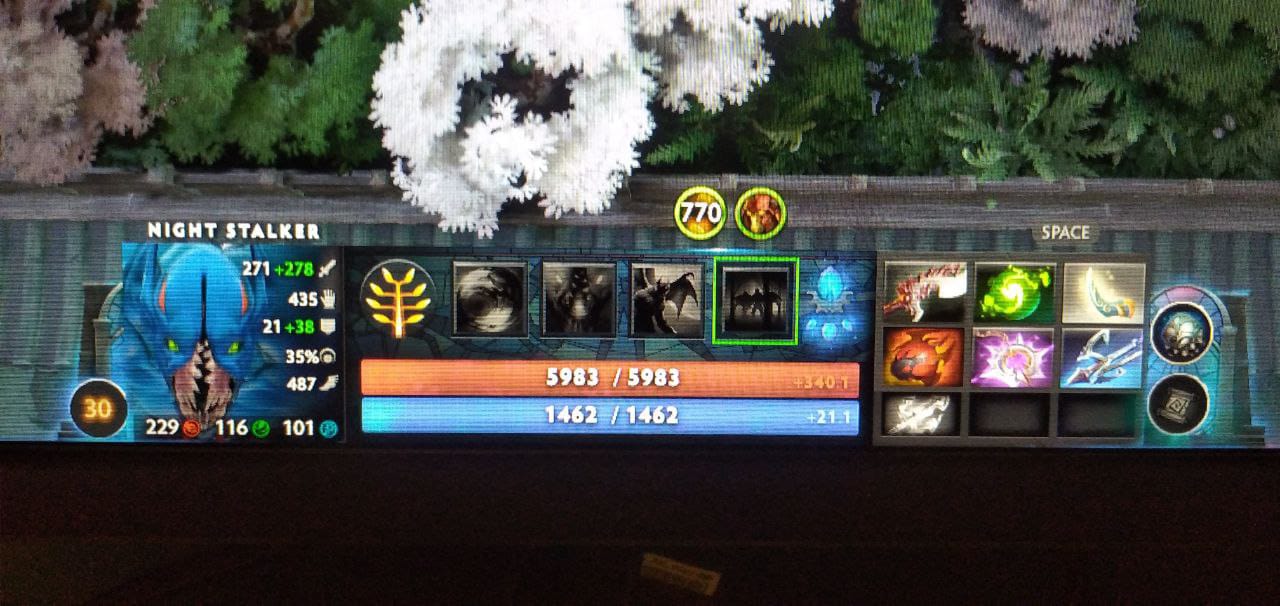 770
NIGHT STALKER
SPACE
271 +278
435
21 +38
35%
487
30
229 116 101
5983 / 5983
+340.1
1462 / 1462
+21.1